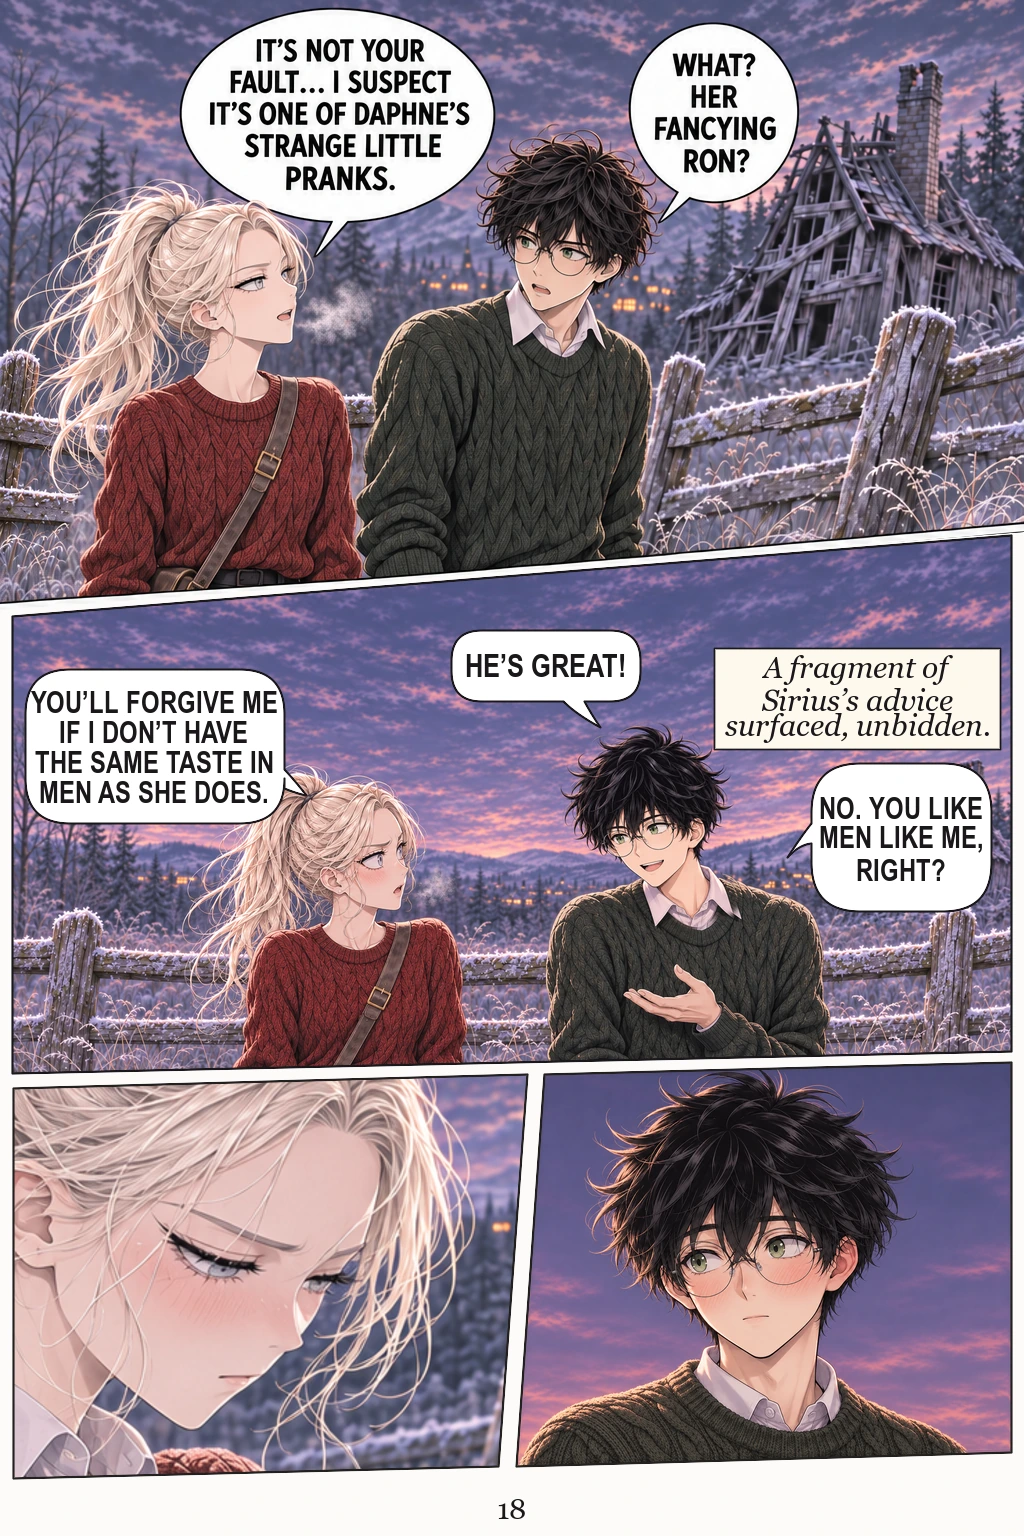 IT'S NOT YOUR
FAULT... I SUSPECT
IT'S ONE OF DAPHNE'S
STRANGE LITTLE
PRANKS.
WHAT?
HER
FANCYING
RON?
YOU'LL FORGIVE ME
IF I DON'T HAVE
THE SAME TASTE IN
MEN AS SHE DOES.
HE'S GREAT!
A fragment of
Sirius's advice
surfaced, unbidden.
NO. YOU LIKE
MEN LIKE ME,
RIGHT?
18